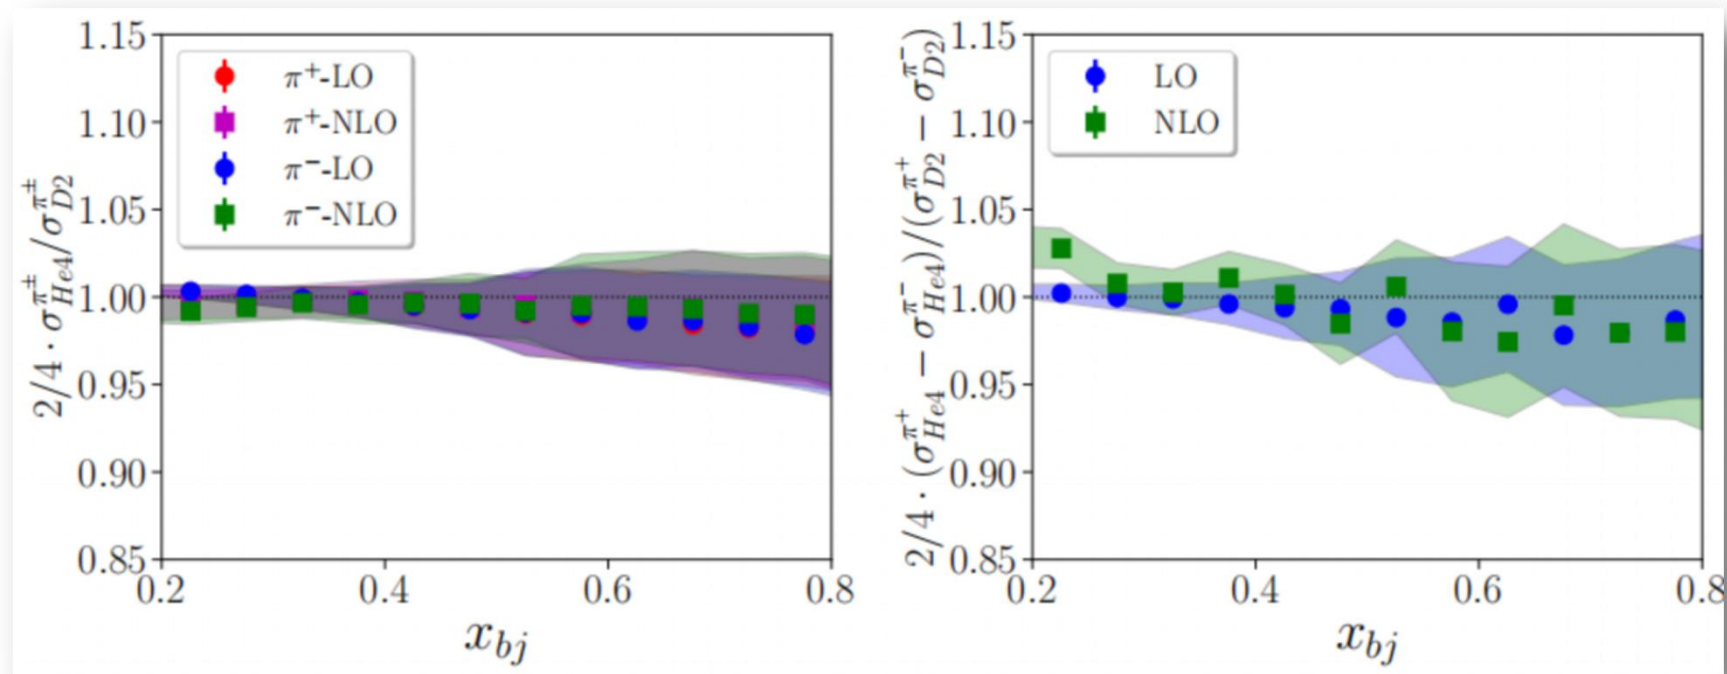 2/4 · σ^{π^±}_{He4}/σ^{π^±}_{D2}
1.15
1.10
1.05
1.00
0.95
0.90
0.85
π⁺-LO
π⁺-NLO
π⁻-LO
π⁻-NLO
0.2
0.4
0.6
0.8
x_{bj}
2/4 · (σ^{π⁺}_{He4} − σ^{π⁻}_{He4})/(σ^{π⁺}_{D2} − σ^{π⁻}_{D2})
1.15
1.10
1.05
1.00
0.95
0.90
0.85
LO
NLO
0.2
0.4
0.6
0.8
x_{bj}